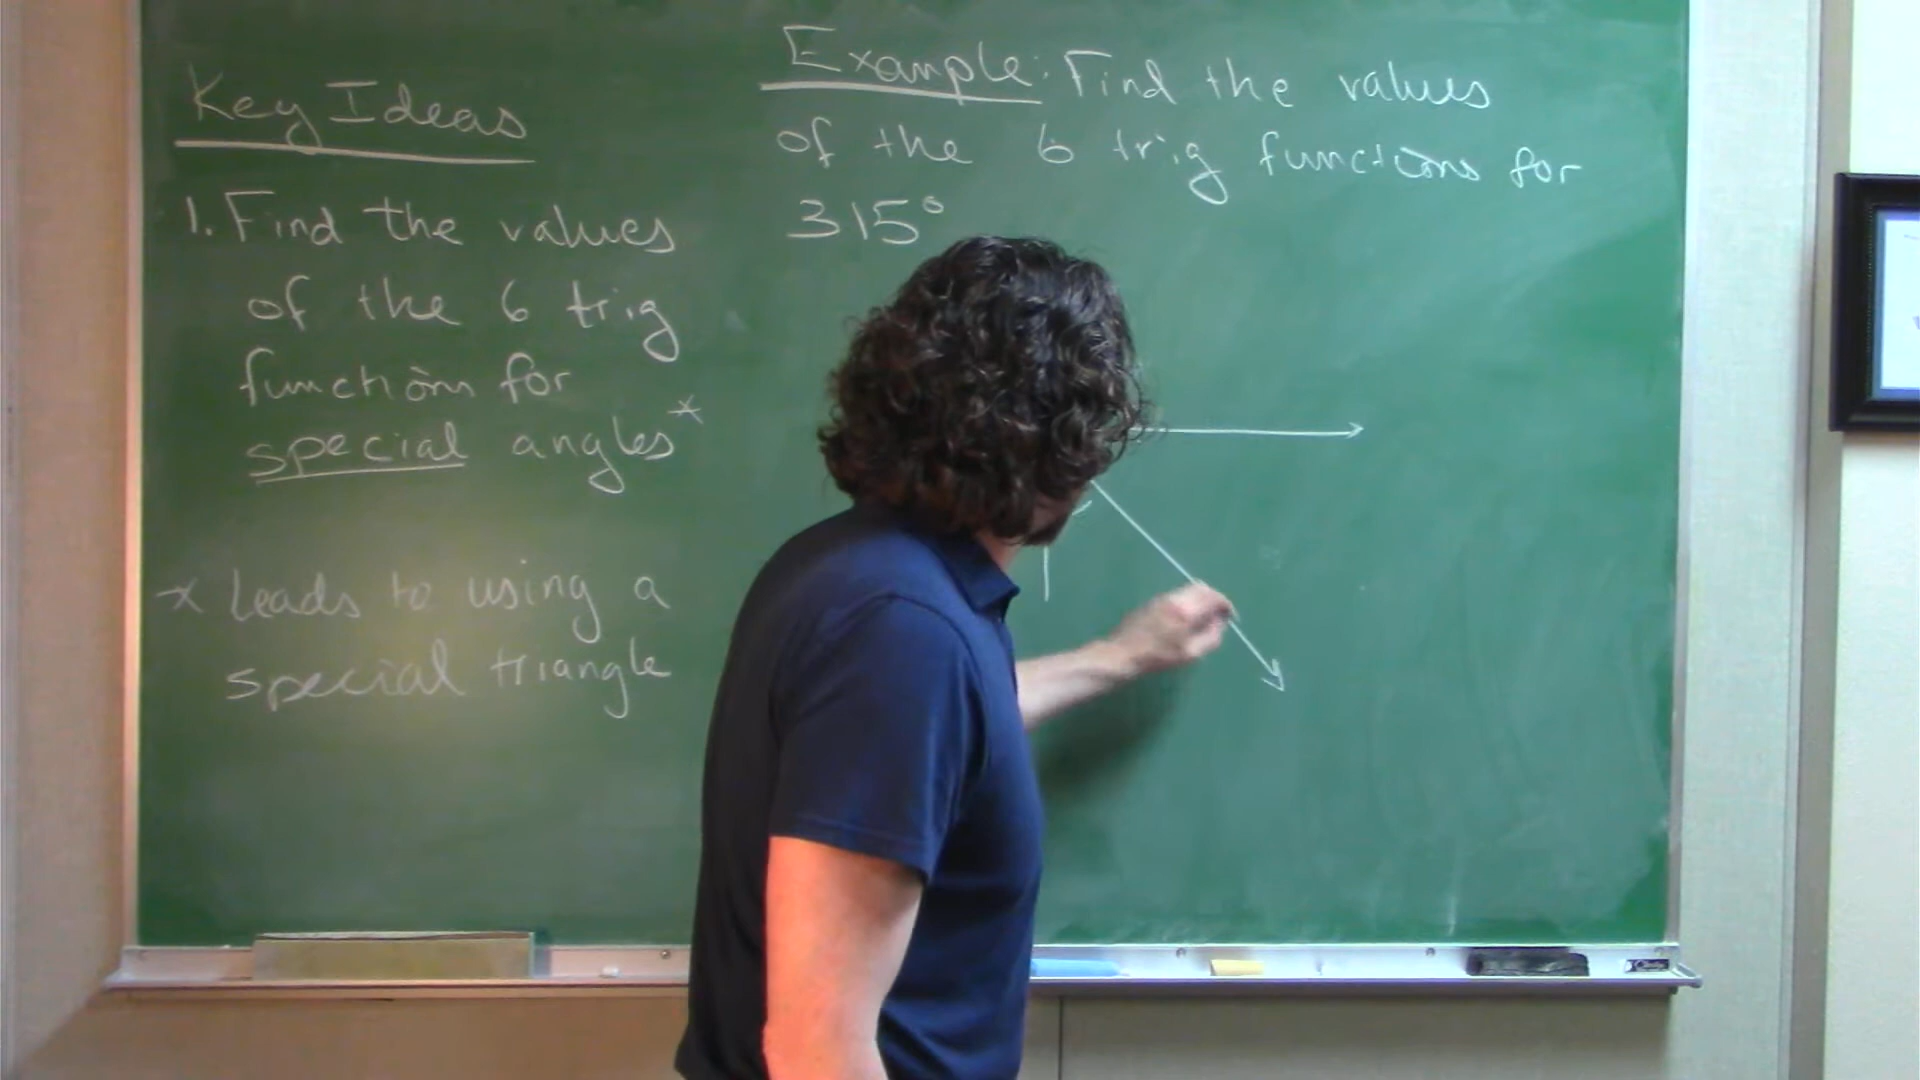 Key Ideas
1. Find the values
of the 6 trig
functions for
special angles*
* leads to using a
special triangle
Example: Find the values
of the 6 trig functions for
315°